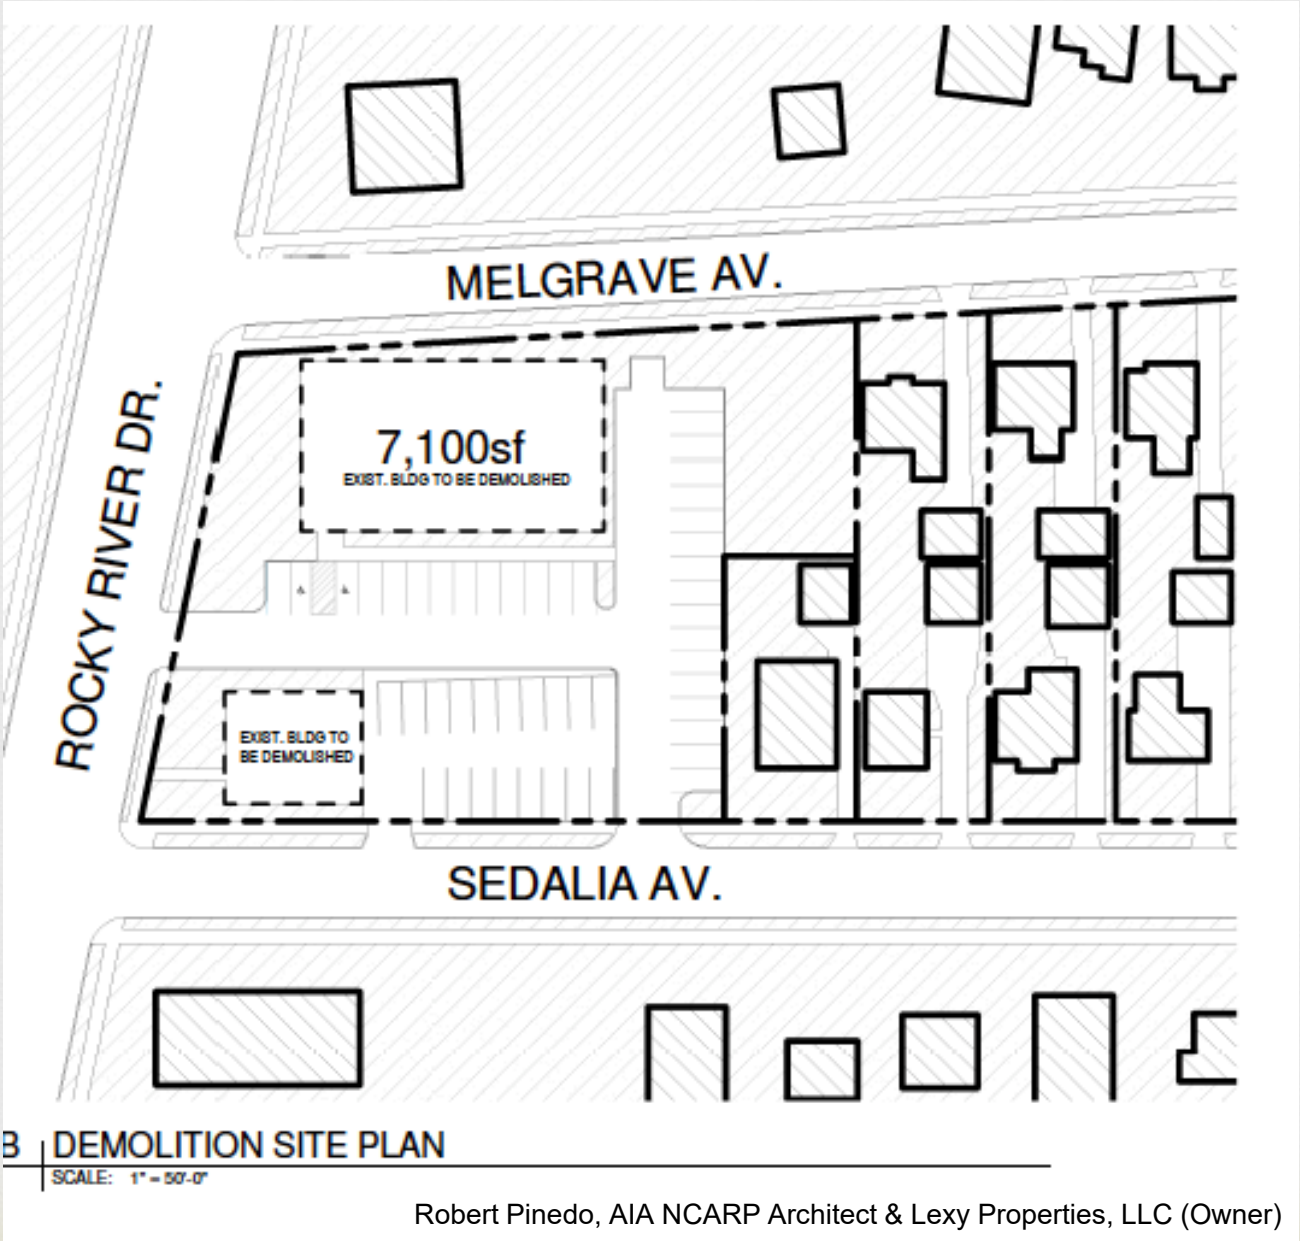 MELGRAVE AV.
ROCKY RIVER DR.
7,100sf
EXIST. BLDG TO BE DEMOLISHED
EXIST. BLDG TO
BE DEMOLISHED
SEDALIA AV.
B DEMOLITION SITE PLAN
SCALE: 1" = 50'-0"
Robert Pinedo, AIA NCARP Architect & Lexy Properties, LLC (Owner)